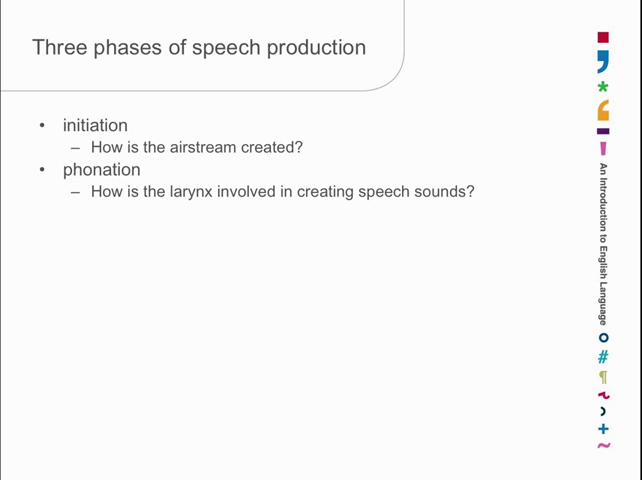 Three phases of speech production
• initiation
– How is the airstream created?
• phonation
– How is the larynx involved in creating speech sounds?
An Introduction to English Language